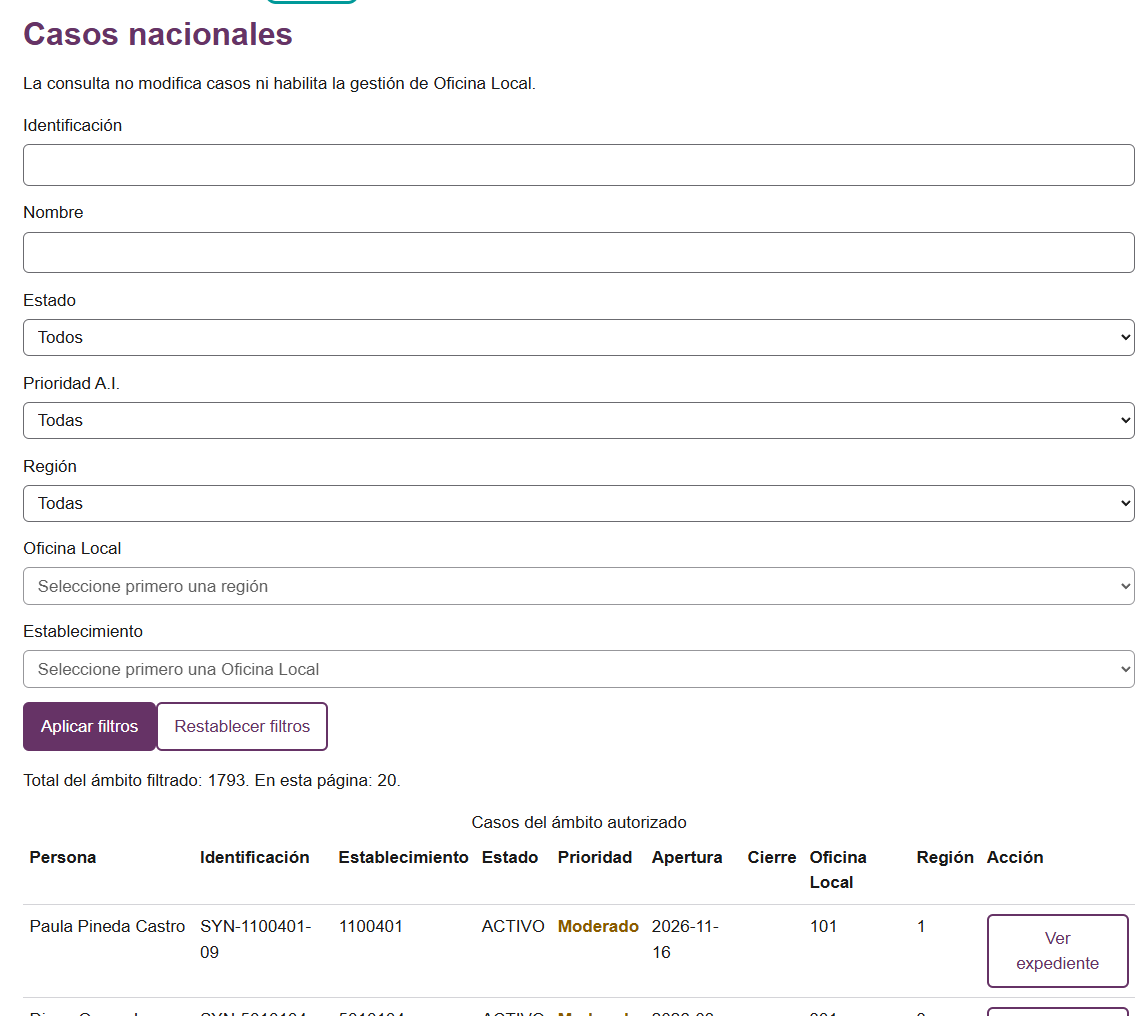 Casos nacionales
La consulta no modifica casos ni habilita la gestión de Oficina Local.
Identificación
Nombre
Estado
Todos
Prioridad A.I.
Todas
Región
Todas
Oficina Local
Seleccione primero una región
Establecimiento
Seleccione primero una Oficina Local
Aplicar filtros Restablecer filtros
Total del ámbito filtrado: 1793. En esta página: 20.
Casos del ámbito autorizado
Persona Identificación Establecimiento Estado Prioridad Apertura Cierre Oficina Región Acción
Local
Paula Pineda Castro SYN-1100401- 1100401 ACTIVO Moderado 2026-11- 101 1 Ver
09 16 expediente